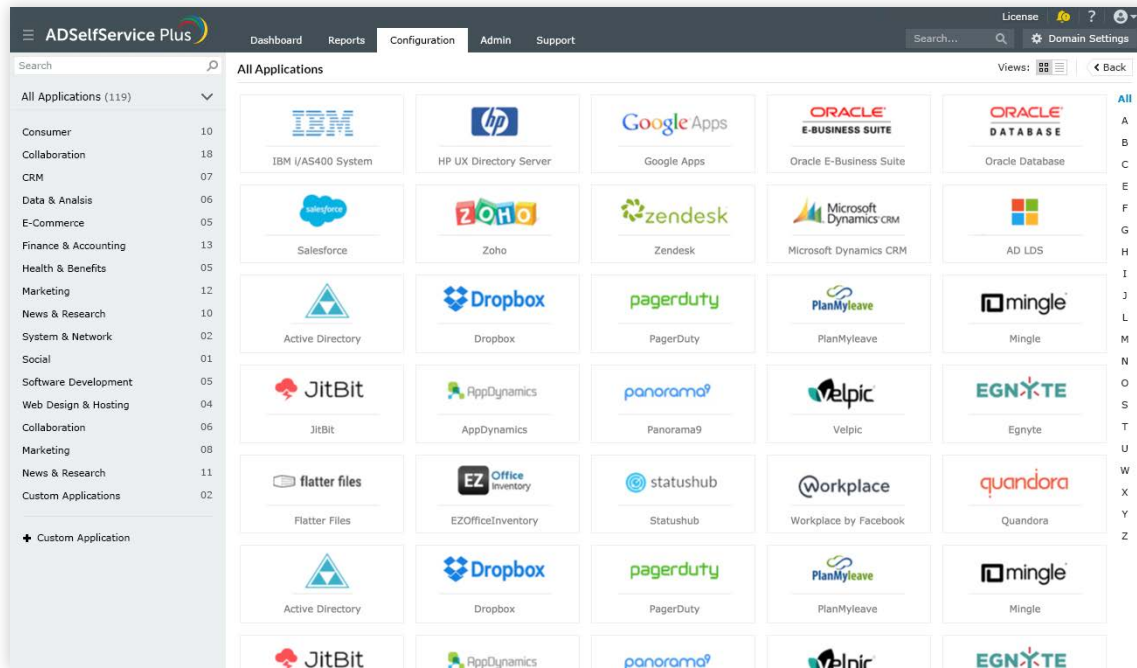 License ?
ADSelfService Plus
Dashboard Reports Configuration Admin Support
Search... Domain Settings
Search
All Applications
Views: Back
All Applications (119)
Consumer 10
Collaboration 18
CRM 07
Data & Analsis 06
E-Commerce 05
Finance & Accounting 13
Health & Benefits 05
Marketing 12
News & Research 10
System & Network 02
Social 01
Software Development 05
Web Design & Hosting 04
Collaboration 06
Marketing 08
News & Research 11
Custom Applications 02
Custom Application
IBM hp Google Apps ORACLE E-BUSINESS SUITE ORACLE DATABASE
IBM i/AS400 System HP UX Directory Server Google Apps Oracle E-Business Suite Oracle Database
salesforce ZOHO zendesk Microsoft Dynamics CRM
Salesforce Zoho Zendesk Microsoft Dynamics CRM AD LDS
Dropbox pagerduty PlanMyleave mingle
Active Directory Dropbox PagerDuty PlanMyleave Mingle
JitBit AppDynamics panorama9 Velpic EGNYTE
JitBit AppDynamics Panorama9 Velpic Egnyte
flatter files EZ Office Inventory statushub Workplace quandora
Flatter Files EZOfficeInventory Statushub Workplace by Facebook Quandora
Dropbox pagerduty PlanMyleave mingle
Active Directory Dropbox PagerDuty PlanMyleave Mingle
JitBit AppDynamics panorama9 Velpic EGNYTE
All
A
B
C
E
F
G
H
I
J
L
M
N
O
S
T
U
W
X
Y
Z